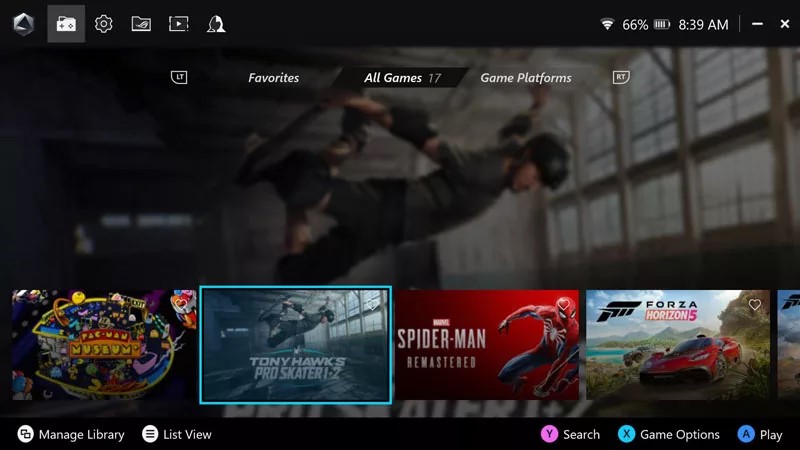 66% 8:39 AM
LT Favorites All Games 17 Game Platforms RT
PAC-MAN
MUSEUM
TONY HAWK'S
PRO SKATER 1+2
MARVEL
SPIDER-MAN
REMASTERED
FORZA
HORIZON 5
Manage Library List View Y Search X Game Options A Play